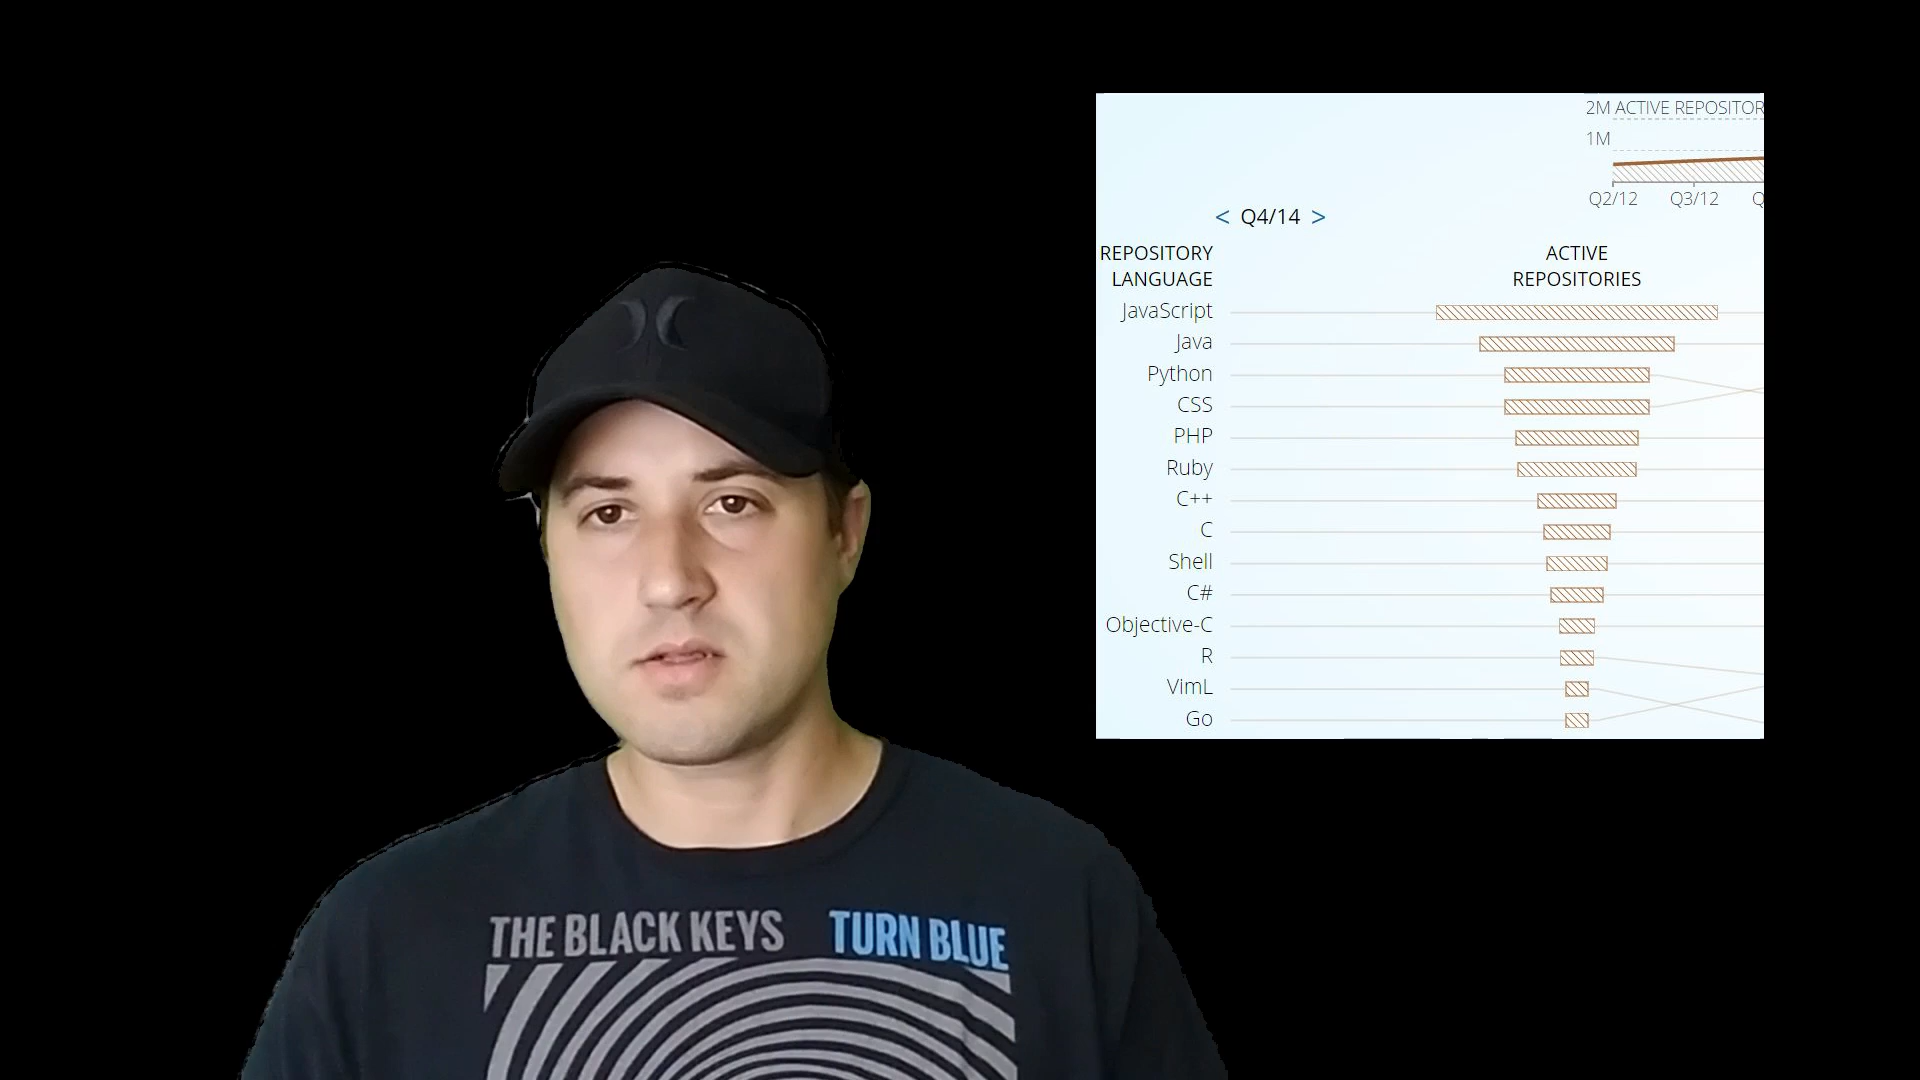 2M ACTIVE REPOSITOR
1M
Q2/12 Q3/12 Q
< Q4/14 >
REPOSITORY
LANGUAGE
ACTIVE
REPOSITORIES
JavaScript
Java
Python
CSS
PHP
Ruby
C++
C
Shell
C#
Objective-C
R
VimL
Go
THE BLACK KEYS TURN BLUE